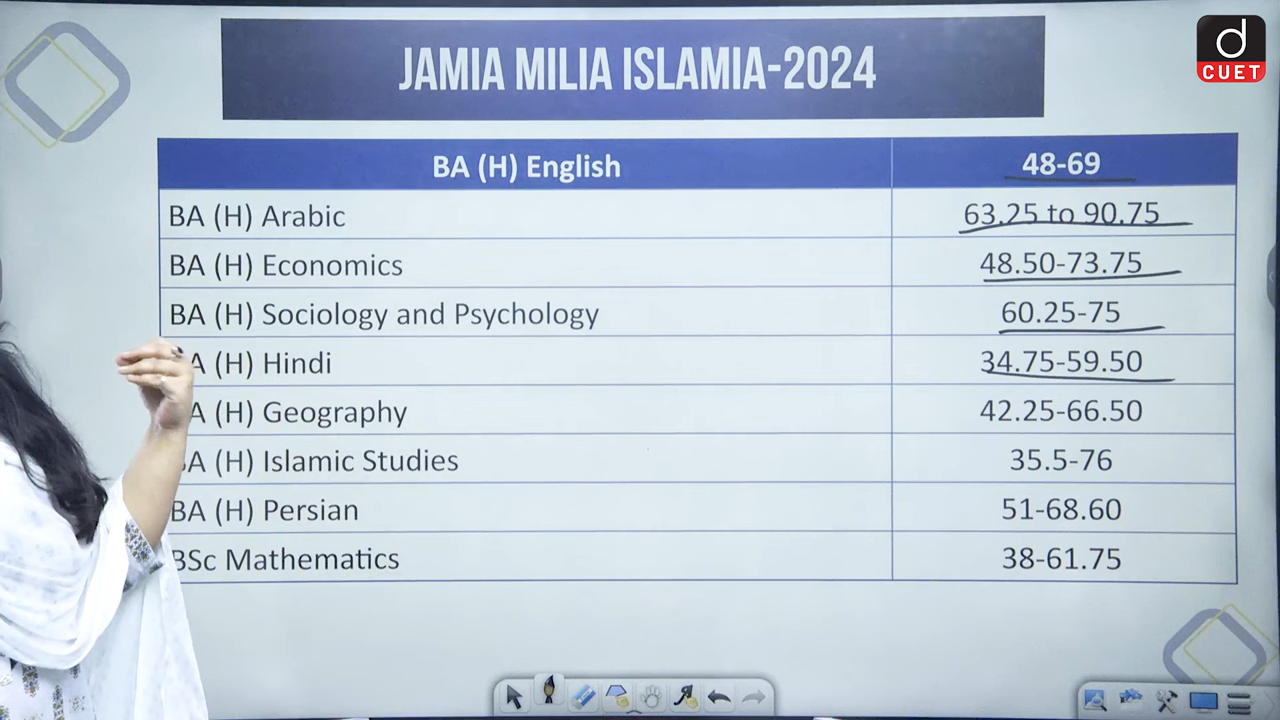 d
CUET
JAMIA MILIA ISLAMIA-2024
BA (H) English 48-69
BA (H) Arabic 63.25 to 90.75
BA (H) Economics 48.50-73.75
BA (H) Sociology and Psychology 60.25-75
A (H) Hindi 34.75-59.50
A (H) Geography 42.25-66.50
BA (H) Islamic Studies 35.5-76
BA (H) Persian 51-68.60
BSc Mathematics 38-61.75